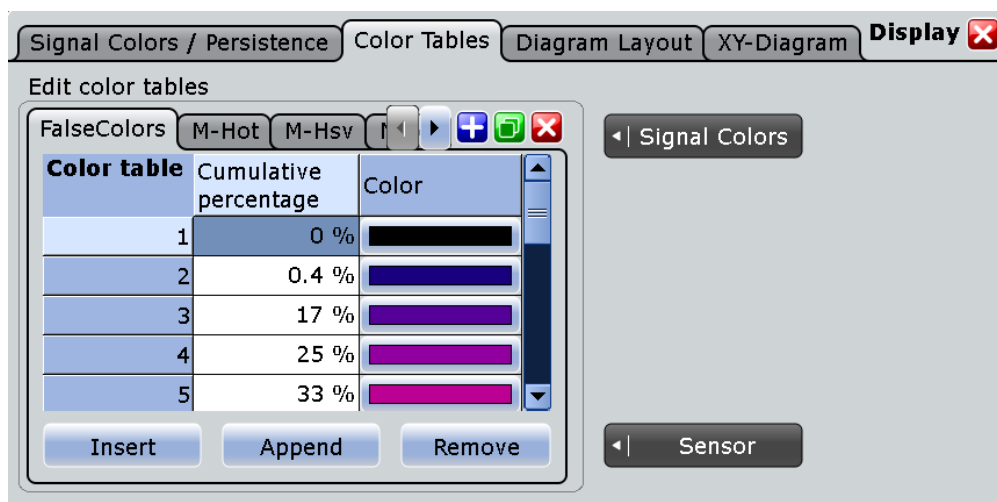 Signal Colors / Persistence Color Tables Diagram Layout XY-Diagram Display
Edit color tables
FalseColors M-Hot M-Hsv
Signal Colors
Color table Cumulative percentage Color
1 0 %
2 0.4 %
3 17 %
4 25 %
5 33 %
Insert Append Remove
Sensor